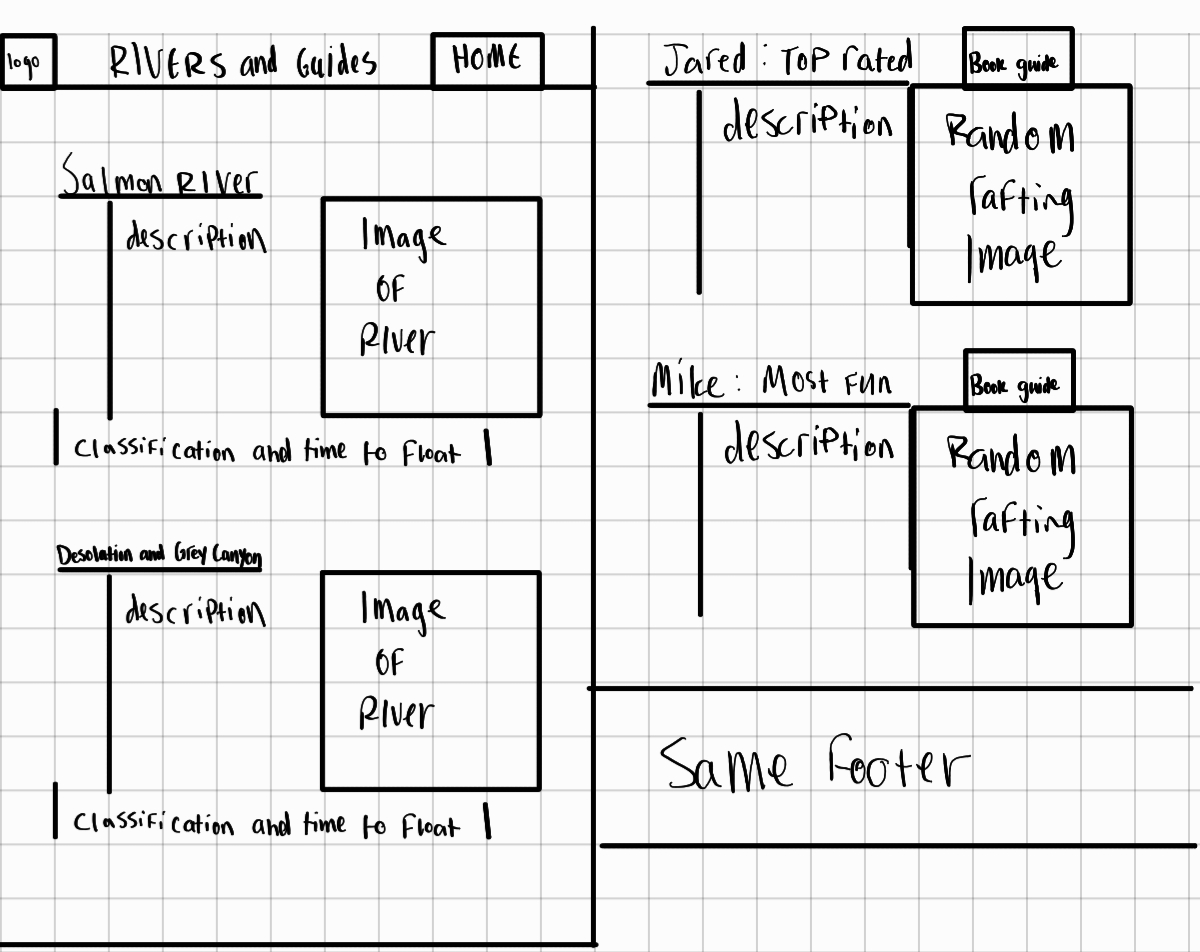 logo
RIVERS and Guides
HOME
Salmon RIVER
description
Image
OF
River
Classification and time to Float
Desolation and Grey Canyon
description
Image
OF
River
Classification and time to Float
Jared : Top rated
Book guide
description
Random
rafting
Image
Mike : Most Fun
Book guide
description
Random
rafting
Image
Same Footer